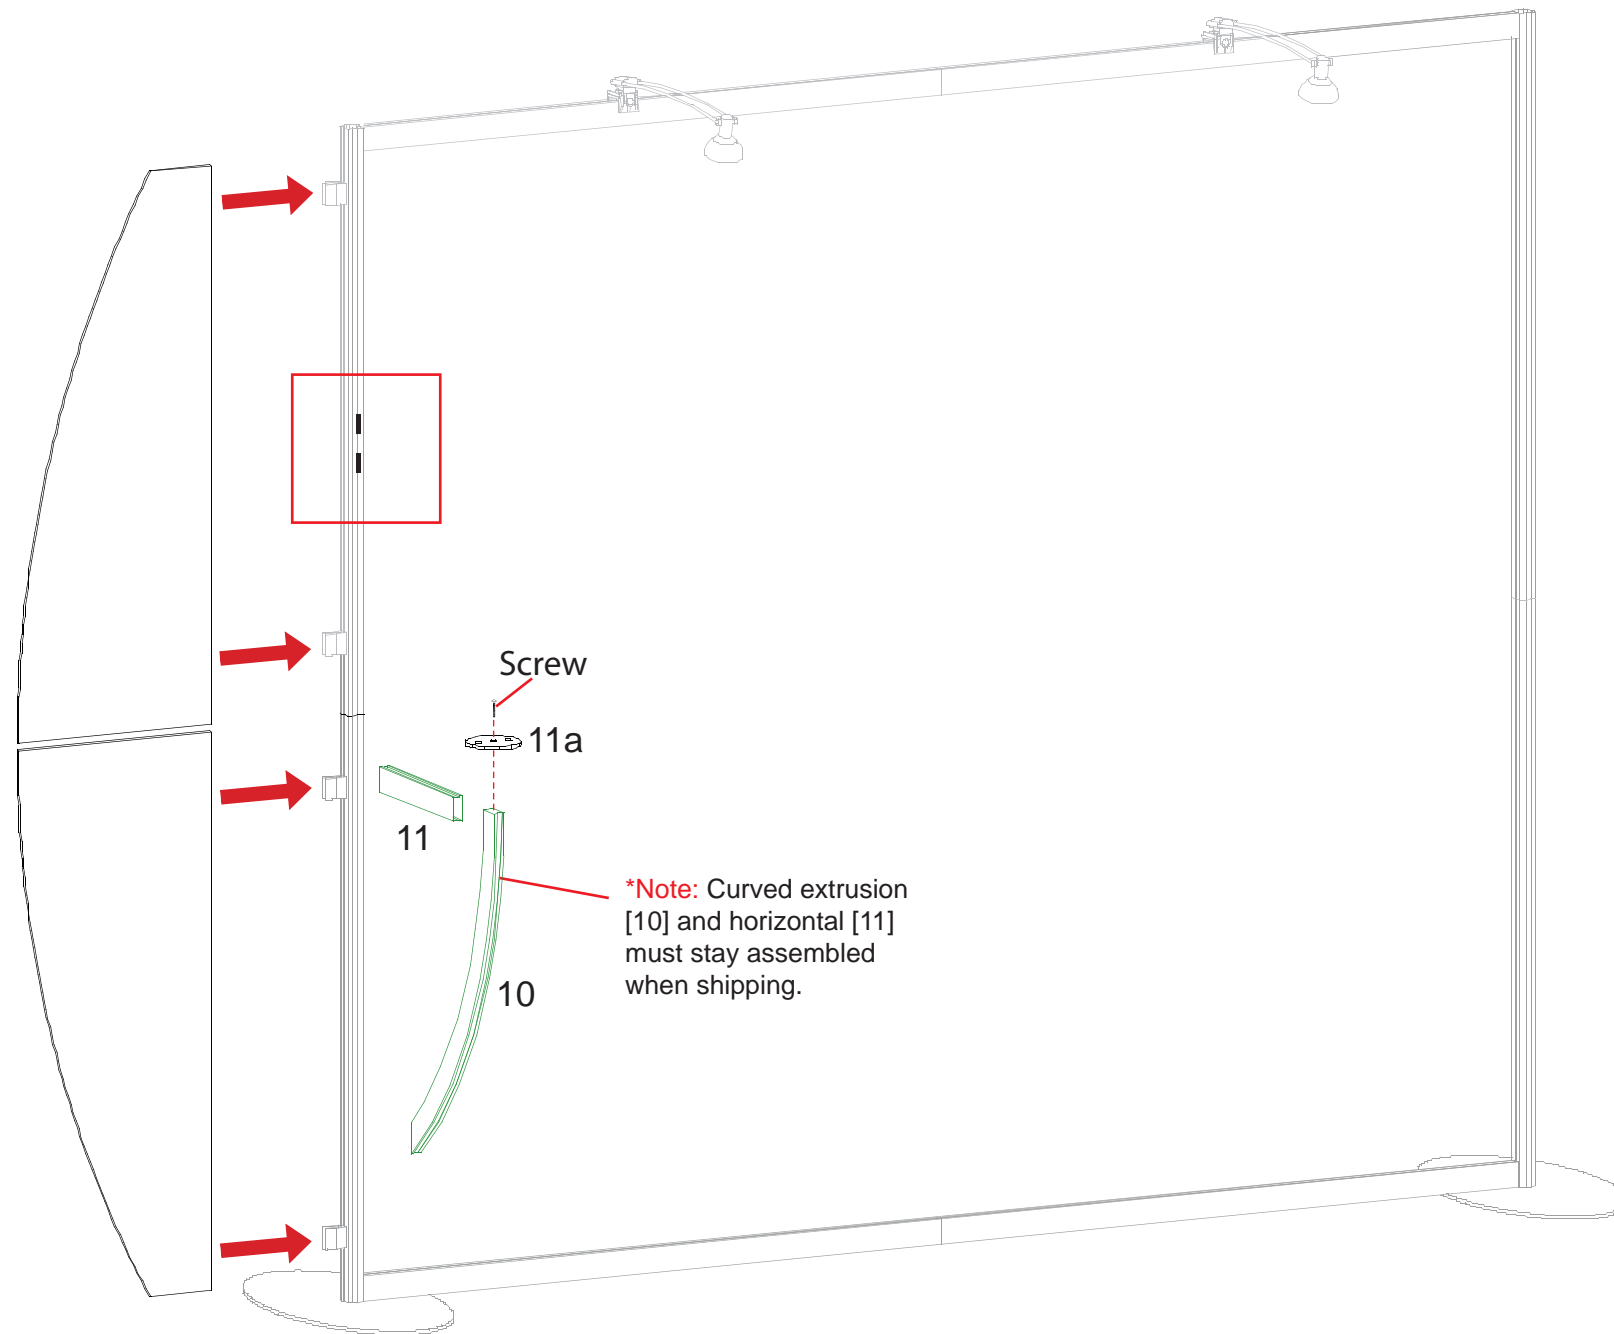 Screw
11a
11
*Note: Curved extrusion
[10] and horizontal [11]
must stay assembled
when shipping.
10